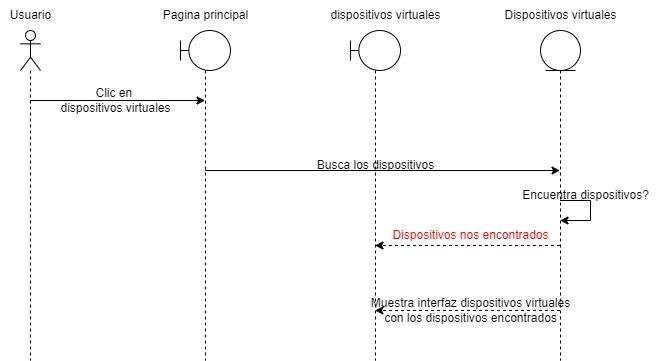 Usuario
Pagina principal
dispositivos virtuales
Dispositivos virtuales
Clic en
dispositivos virtuales
Busca los dispositivos
Encuentra dispositivos?
Dispositivos nos encontrados
Muestra interfaz dispositivos virtuales
con los dispositivos encontrados